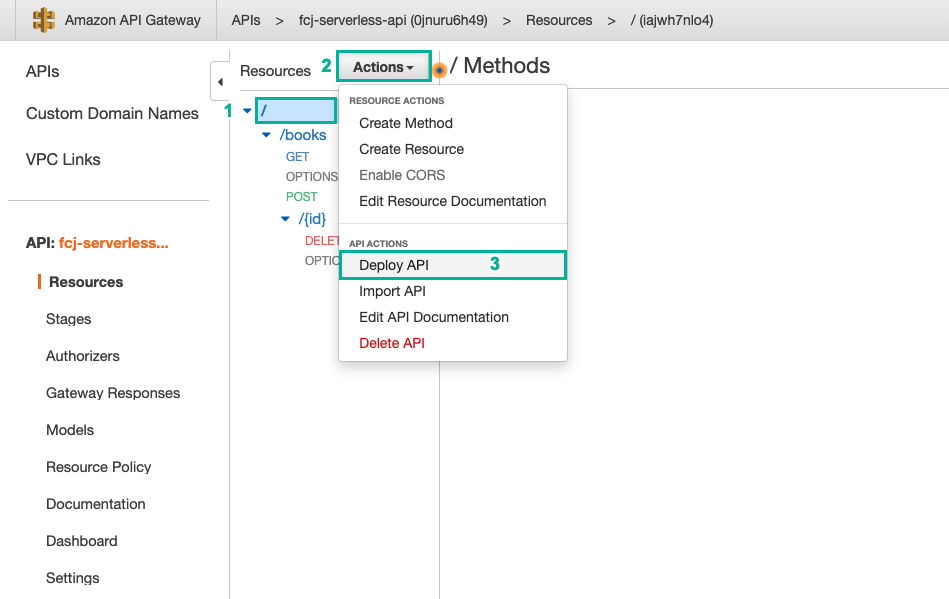 Amazon API Gateway
APIs > fcj-serverless-api (0jnuru6h49) > Resources > / (iajwh7nlo4)
APIs
Custom Domain Names
VPC Links
API: fcj-serverless...
Resources
Stages
Authorizers
Gateway Responses
Models
Resource Policy
Documentation
Dashboard
Settings
Resources
2
Actions
/ Methods
1
/
/books
GET
OPTIONS
POST
/{id}
DELET
OPTIO
RESOURCE ACTIONS
Create Method
Create Resource
Enable CORS
Edit Resource Documentation
API ACTIONS
Deploy API
3
Import API
Edit API Documentation
Delete API